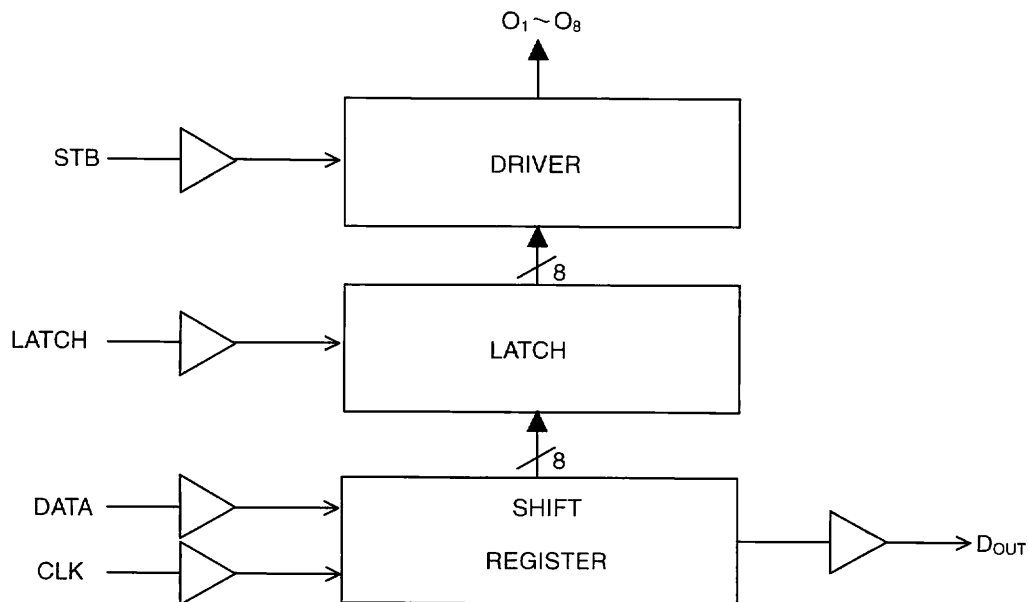 O₁~O₈
STB
DRIVER
8
LATCH
LATCH
8
DATA
SHIFT
REGISTER
CLK
DOUT